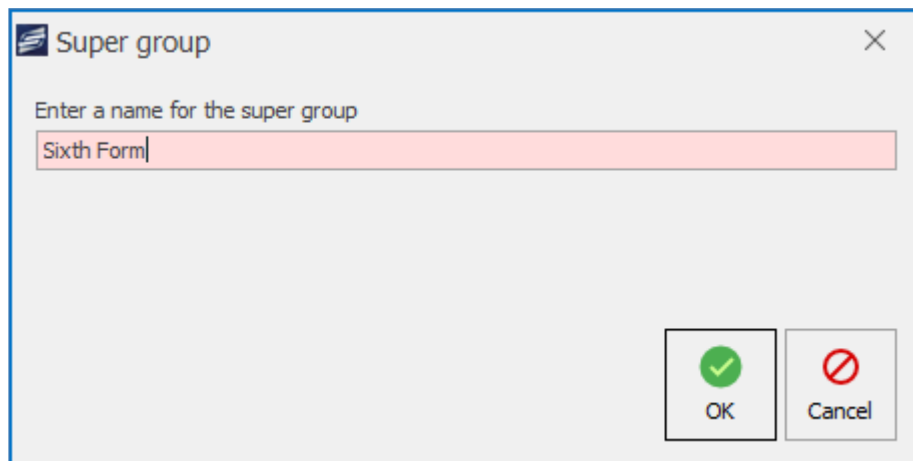 Super group
Enter a name for the super group
Sixth Form
OK
Cancel